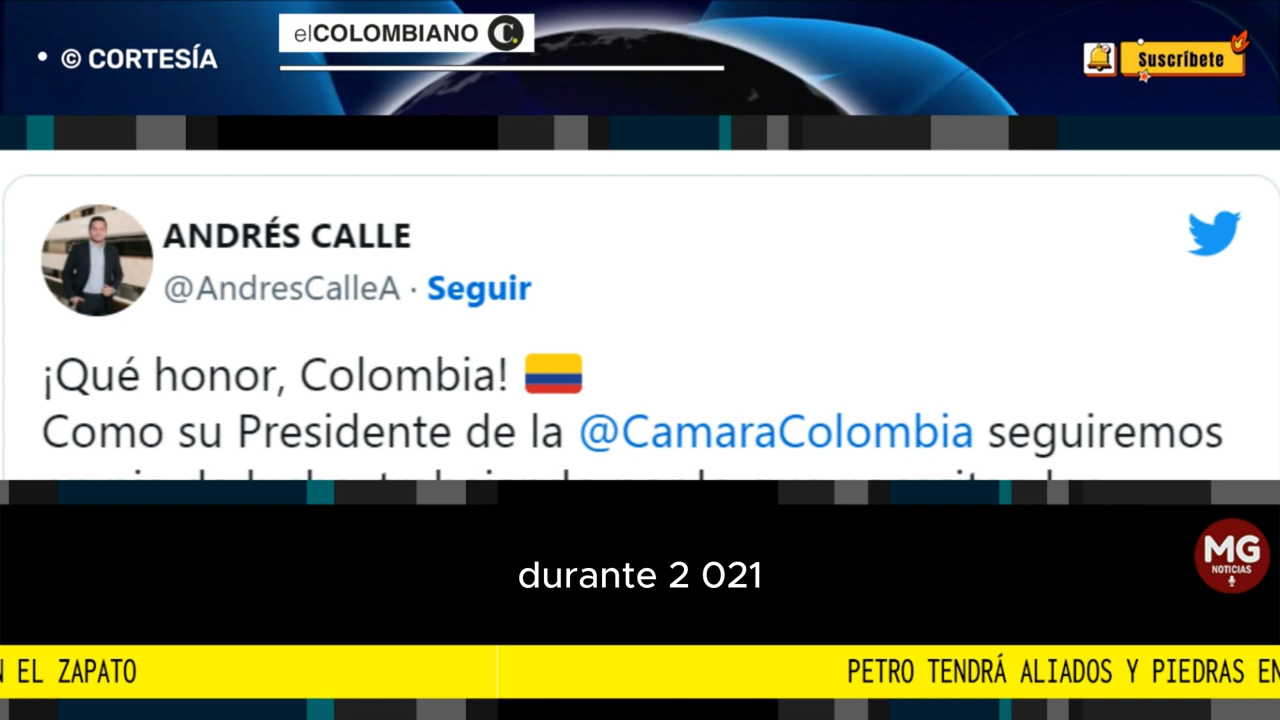 • © CORTESÍA
elCOLOMBIANO C.
Suscríbete
ANDRÉS CALLE
@AndresCalleA · Seguir
¡Qué honor, Colombia! 🇨🇴
Como su Presidente de la @CamaraColombia seguiremos
durante 2 021
MG
NOTICIAS
EL ZAPATO
PETRO TENDRÁ ALIADOS Y PIEDRAS EN